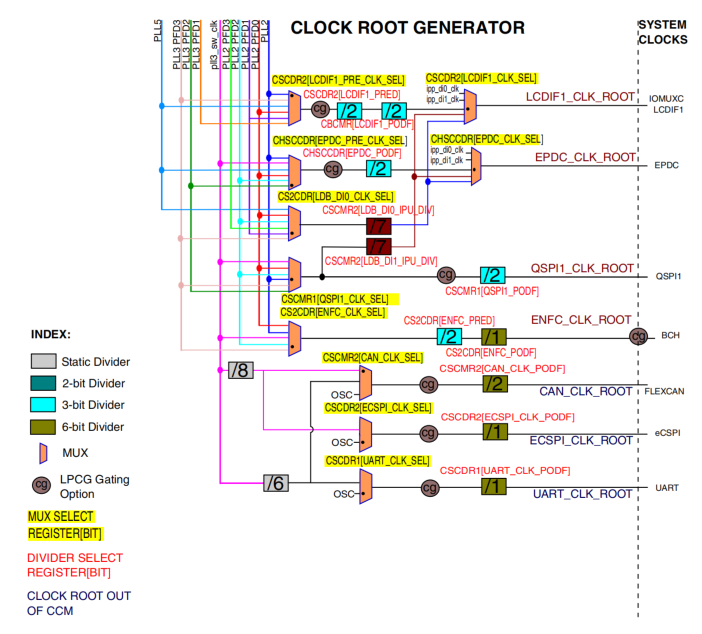 CLOCK ROOT GENERATOR
SYSTEM
CLOCKS
PLL5
PLL3 PFD3
PLL3 PFD2
PLL3 PFD1
pll3_sw_clk
PLL2 PFD3
PLL2 PFD2
PLL2 PFD1
PLL2 PFD0
PLL2
CSCDR2[LCDIF1_PRE_CLK_SEL]
CSCDR2[LCDIF1_CLK_SEL]
CSCDR2[LCDIF1_PRED]
ipp_di0_clk
ipp_di1_clk
LCDIF1_CLK_ROOT
IOMUXC
LCDIF1
cg
/2
/2
CBCMR[LCDIF1_PODF]
CHSCCDR[EPDC_PRE_CLK_SEL]
CHSCCDR[EPDC_CLK_SEL]
CHSCCDR[EPDC_PODF]
ipp_di0_clk
ipp_di1_clk
EPDC_CLK_ROOT
EPDC
cg
/2
CS2CDR[LDB_DI0_CLK_SEL]
CSCMR2[LDB_DI0_IPU_DIV]
/7
/7
CSCMR2[LDB_DI1_IPU_DIV]
QSPI1_CLK_ROOT
QSPI1
cg
/2
CSCMR1[QSPI1_PODF]
CSCMR1[QSPI1_CLK_SEL]
CS2CDR[ENFC_CLK_SEL]
CS2CDR[ENFC_PRED]
ENFC_CLK_ROOT
/2
/1
cg
BCH
CS2CDR[ENFC_PODF]
INDEX:
Static Divider
2-bit Divider
3-bit Divider
6-bit Divider
MUX
cg
LPCG Gating
Option
MUX SELECT
REGISTER[BIT]
DIVIDER SELECT
REGISTER[BIT]
CLOCK ROOT OUT
OF CCM
/8
CSCMR2[CAN_CLK_SEL]
CSCMR2[CAN_CLK_PODF]
OSC
cg
/2
CAN_CLK_ROOT
FLEXCAN
CSCDR2[ECSPI_CLK_SEL]
CSCDR2[ECSPI_CLK_PODF]
OSC
cg
/1
ECSPI_CLK_ROOT
eCSPI
CSCDR1[UART_CLK_SEL]
CSCDR1[UART_CLK_PODF]
/6
OSC
cg
/1
UART_CLK_ROOT
UART